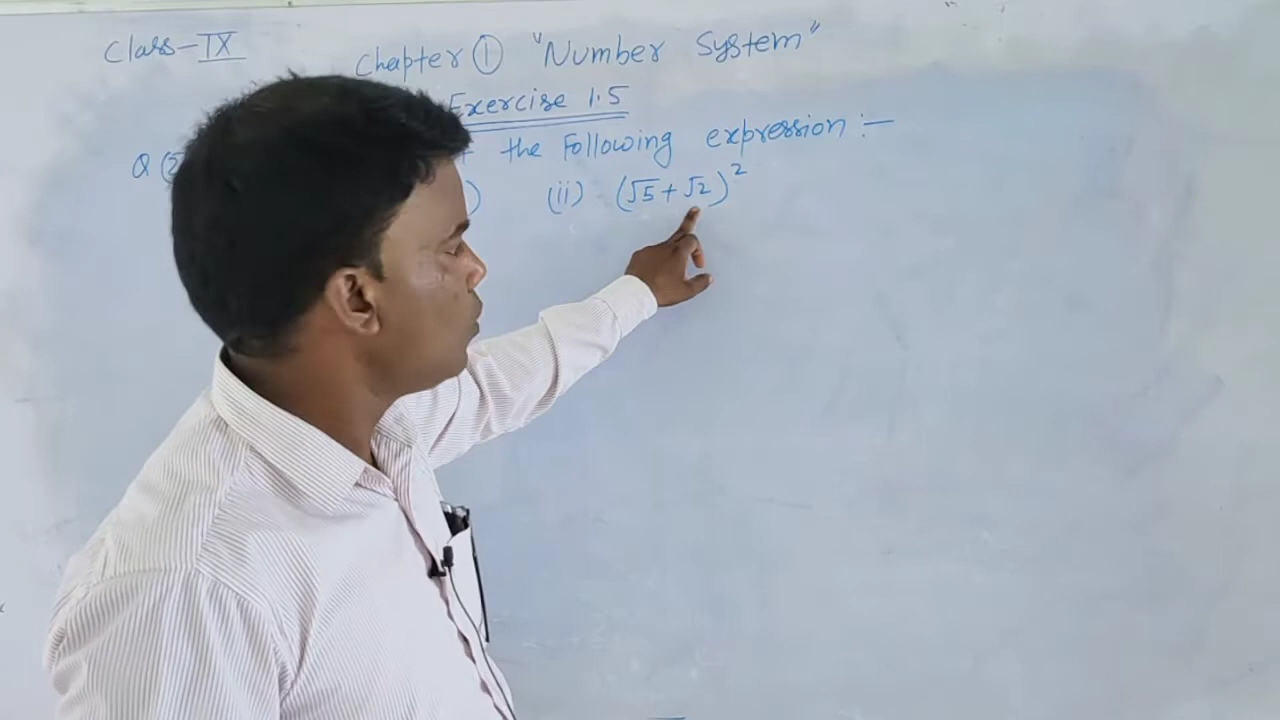 Class-IX
Chapter ① "Number System"
Exercise 1.5
Q the Following expression :-
) (ii) (√5+√2)²